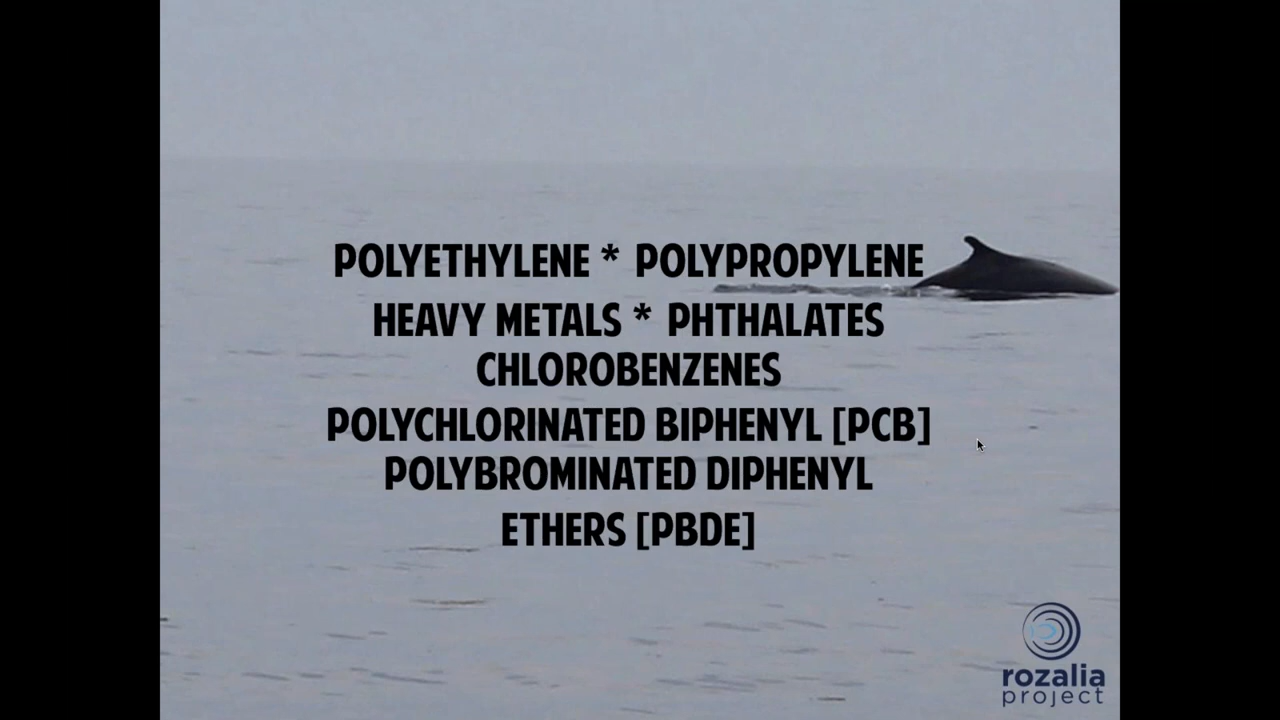 POLYETHYLENE * POLYPROPYLENE
HEAVY METALS * PHTHALATES
CHLOROBENZENES
POLYCHLORINATED BIPHENYL [PCB]
POLYBROMINATED DIPHENYL
ETHERS [PBDE]
rozalia
project